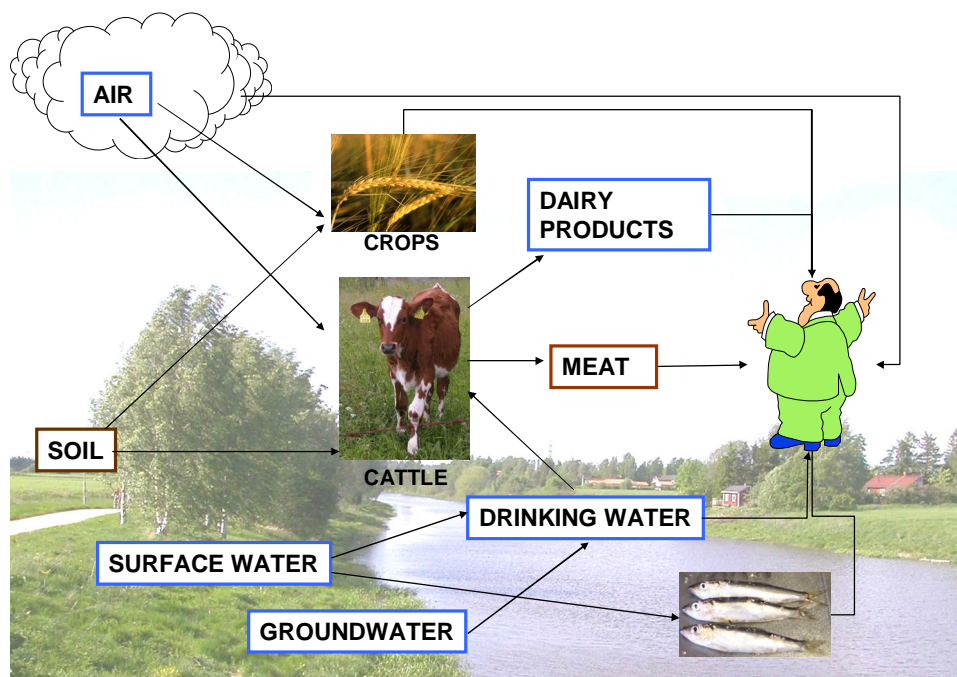 AIR
CROPS
DAIRY
PRODUCTS
MEAT
SOIL
CATTLE
DRINKING WATER
SURFACE WATER
GROUNDWATER